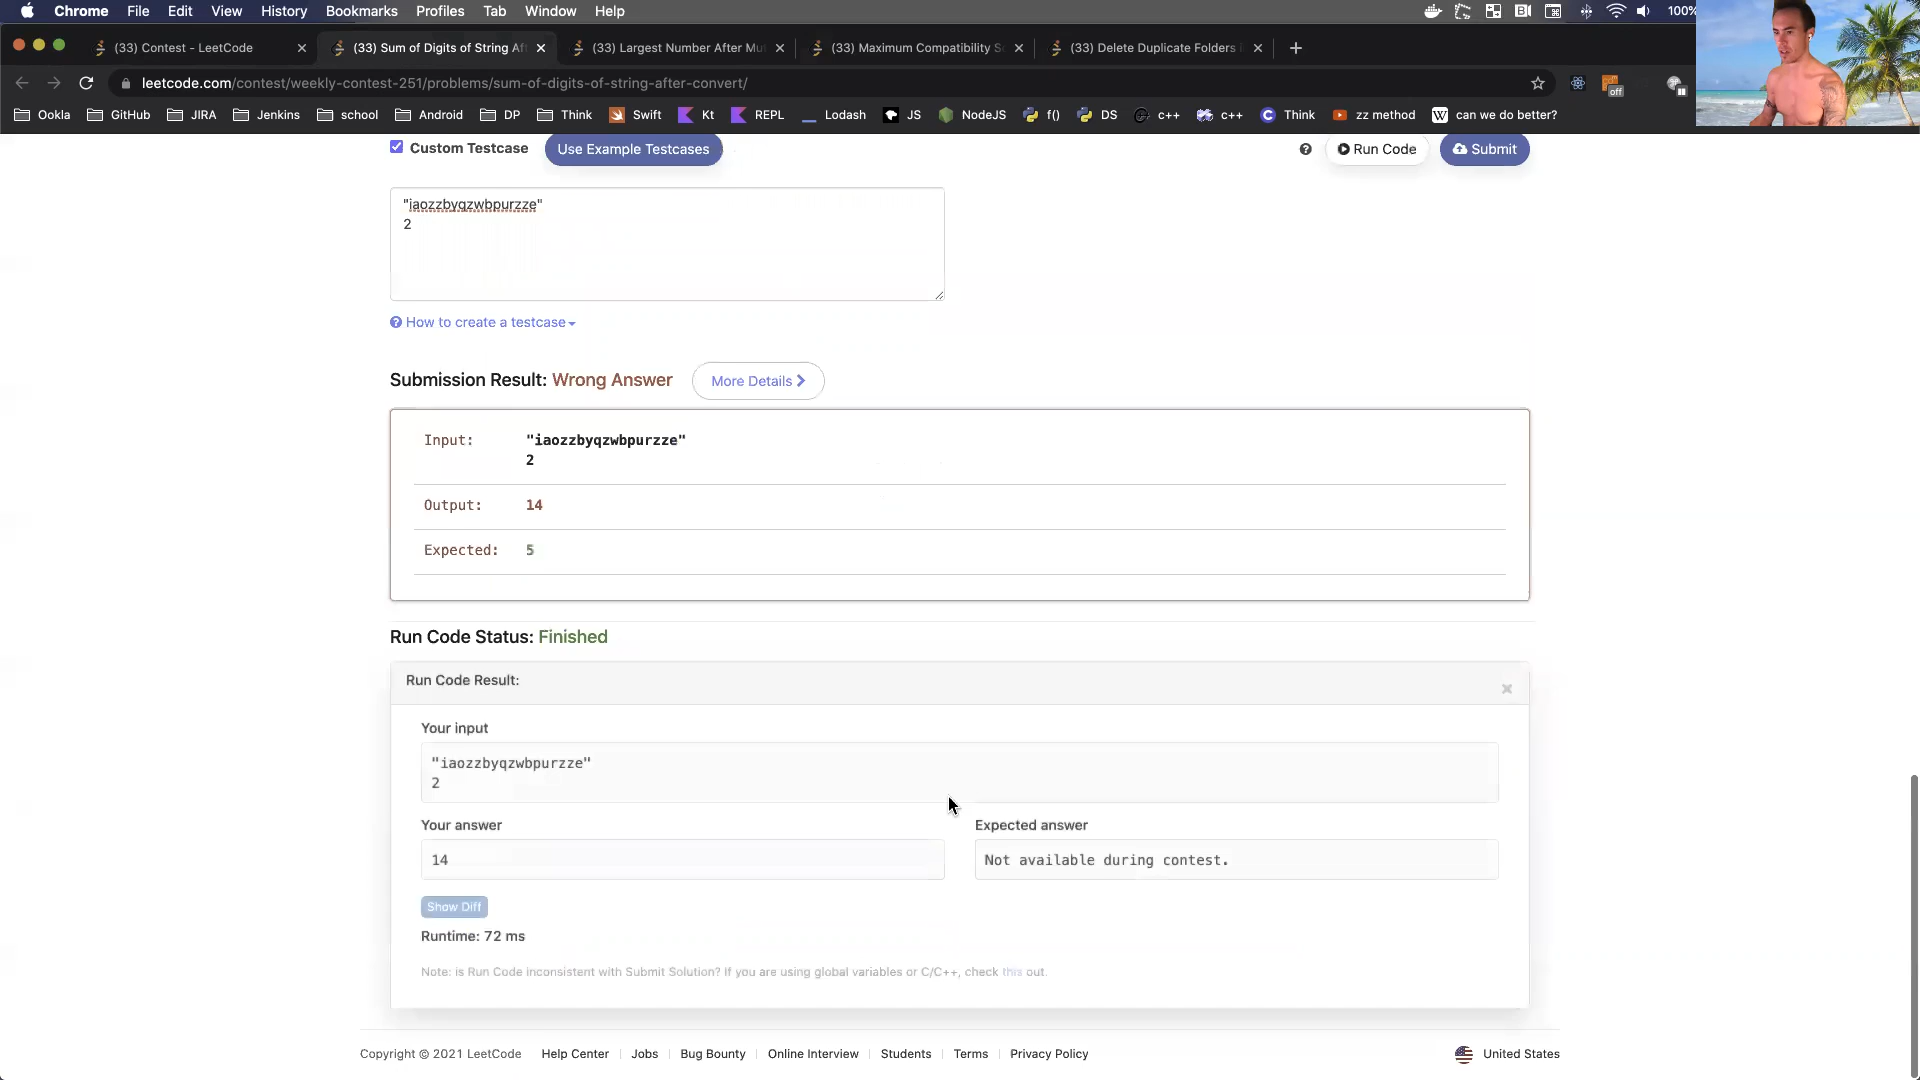 Chrome File Edit View History Bookmarks Profiles Tab Window Help 100%
(33) Contest - LeetCode (33) Sum of Digits of String Af (33) Largest Number After Mu (33) Maximum Compatibility Sc (33) Delete Duplicate Folders i
leetcode.com/contest/weekly-contest-251/problems/sum-of-digits-of-string-after-convert/ off
Ookla GitHub JIRA Jenkins school Android DP Think Swift Kt REPL Lodash JS NodeJS f() DS c++ c++ Think zz method can we do better?
Custom Testcase Use Example Testcases Run Code Submit
"iaozzbyqzwbpurzze"
2
How to create a testcase
Submission Result: Wrong Answer More Details
Input: "iaozzbyqzwbpurzze"
2
Output: 14
Expected: 5
Run Code Status: Finished
Run Code Result:
Your input
"iaozzbyqzwbpurzze"
2
Your answer Expected answer
14 Not available during contest.
Show Diff
Runtime: 72 ms
Note: is Run Code inconsistent with Submit Solution? If you are using global variables or C/C++, check this out.
Copyright © 2021 LeetCode Help Center Jobs Bug Bounty Online Interview Students Terms Privacy Policy United States